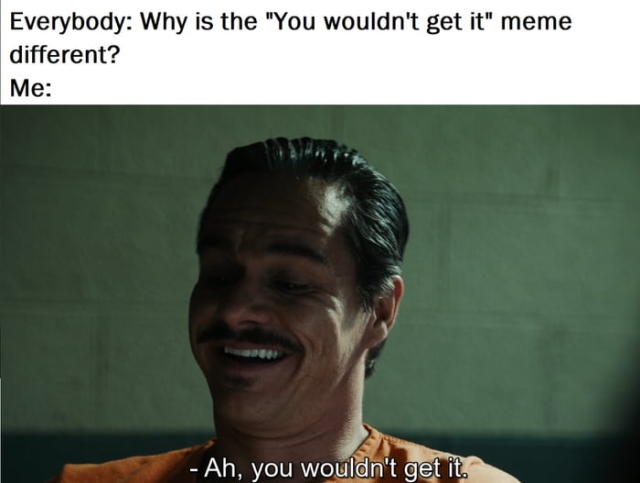 Everybody: Why is the "You wouldn't get it" meme
different?
Me:
- Ah, you wouldn't get it.